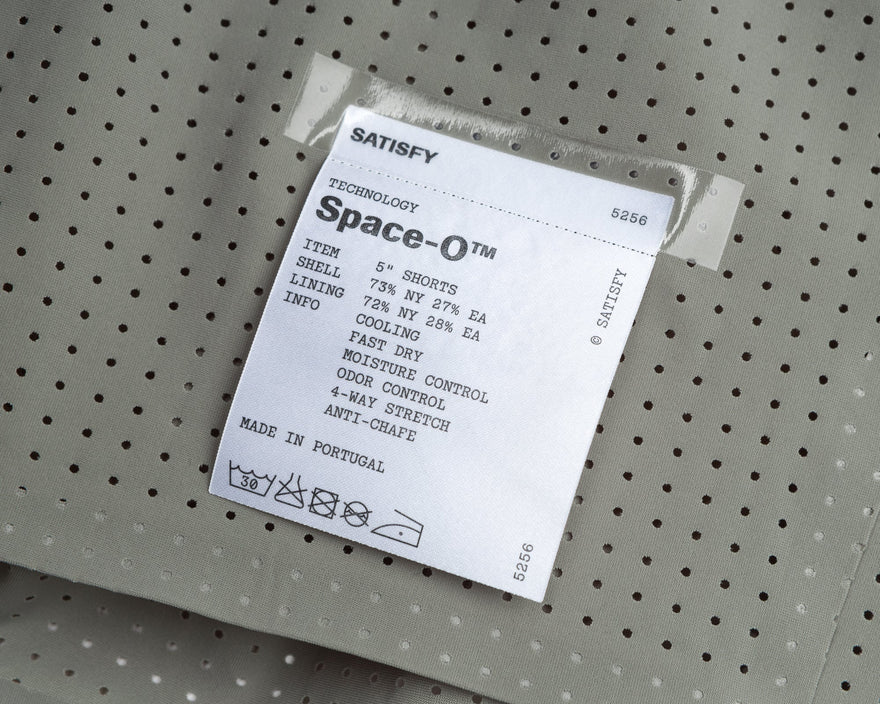 SATISFY
5256
TECHNOLOGY
Space-O™
ITEM 5" SHORTS
SHELL 73% NY 27% EA
LINING 72% NY 28% EA
INFO COOLING
FAST DRY
MOISTURE CONTROL
ODOR CONTROL
4-WAY STRETCH
ANTI-CHAFE
MADE IN PORTUGAL
30
© SATISFY
5256